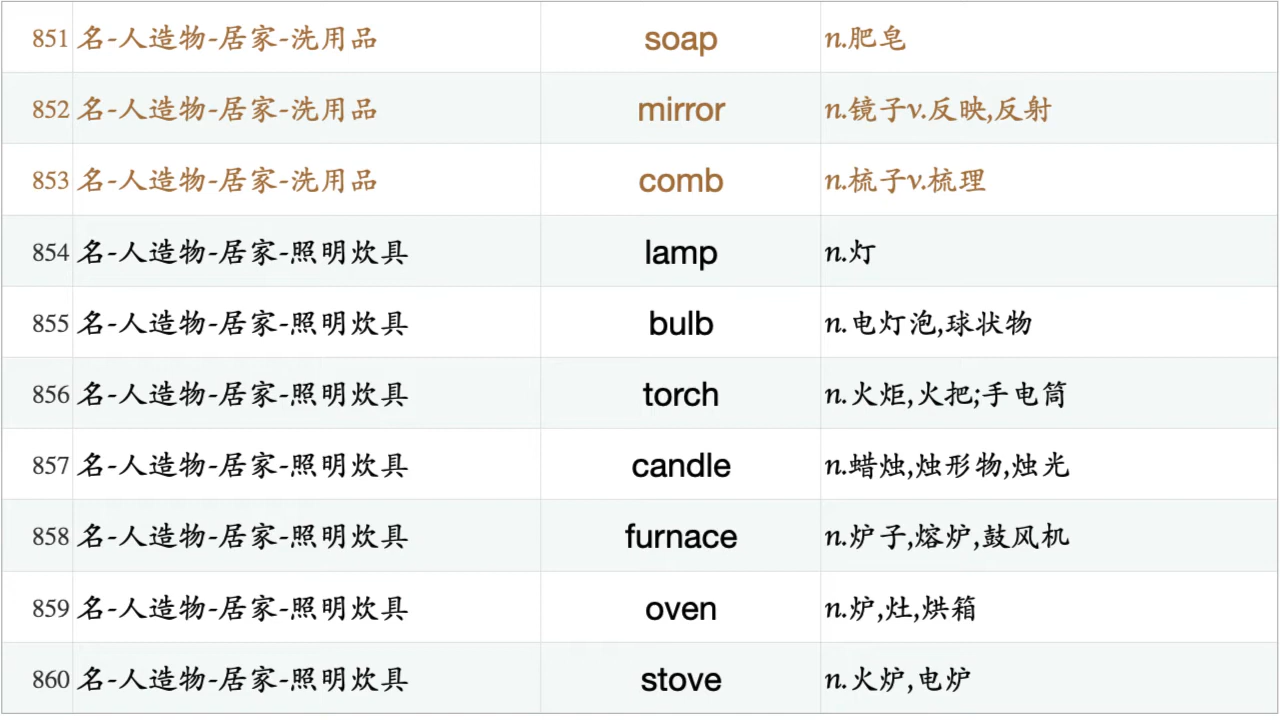 851 名-人造物-居家-洗用品 soap n.肥皂
852 名-人造物-居家-洗用品 mirror n.镜子v.反映,反射
853 名-人造物-居家-洗用品 comb n.梳子v.梳理
854 名-人造物-居家-照明炊具 lamp n.灯
855 名-人造物-居家-照明炊具 bulb n.电灯泡,球状物
856 名-人造物-居家-照明炊具 torch n.火炬,火把;手电筒
857 名-人造物-居家-照明炊具 candle n.蜡烛,烛形物,烛光
858 名-人造物-居家-照明炊具 furnace n.炉子,熔炉,鼓风机
859 名-人造物-居家-照明炊具 oven n.炉,灶,烘箱
860 名-人造物-居家-照明炊具 stove n.火炉,电炉